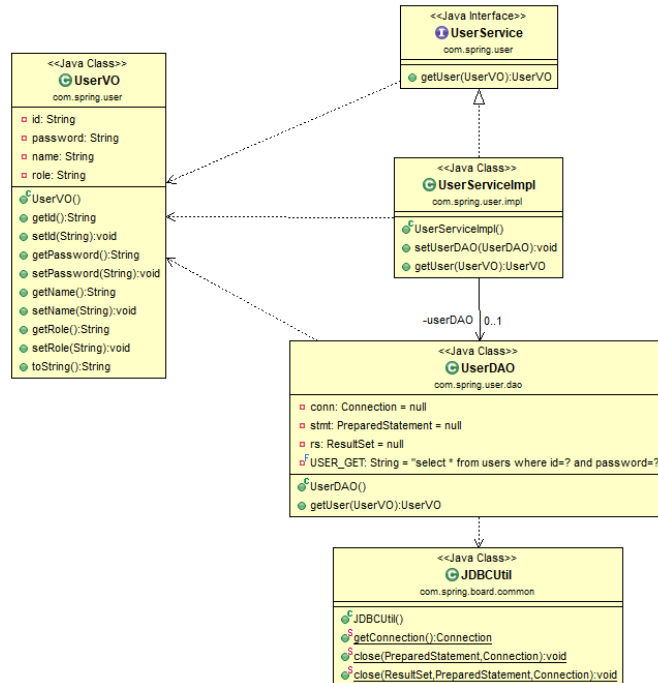 <<Java Class>>
UserVO
com.spring.user
id: String
password: String
name: String
role: String
UserVO()
getId():String
setId(String):void
getPassword():String
setPassword(String):void
getName():String
setName(String):void
getRole():String
setRole(String):void
toString():String
<<Java Interface>>
UserService
com.spring.user
getUser(UserVO):UserVO
<<Java Class>>
UserServiceImpl
com.spring.user.impl
UserServiceImpl()
setUserDAO(UserDAO):void
getUser(UserVO):UserVO
-userDAO 0..1
<<Java Class>>
UserDAO
com.spring.user.dao
conn: Connection = null
stmt: PreparedStatement = null
rs: ResultSet = null
USER_GET: String = "select * from users where id=? and password=?
UserDAO()
getUser(UserVO):UserVO
<<Java Class>>
JDBCUtil
com.spring.board.common
JDBCUtil()
getConnection():Connection
close(PreparedStatement,Connection):void
close(ResultSet,PreparedStatement,Connection):void